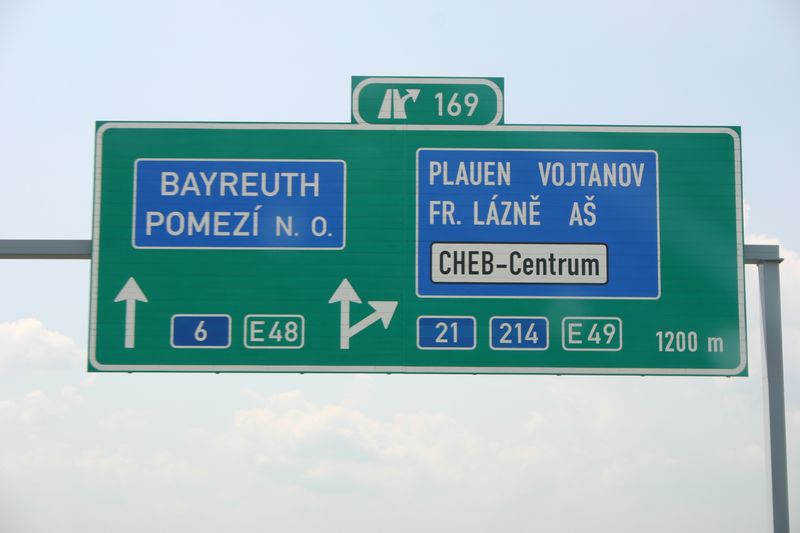 169
BAYREUTH
POMEZÍ N. O.
6 E48
PLAUEN VOJTANOV
FR. LÁZNĚ AŠ
CHEB-Centrum
21 214 E49 1200 m